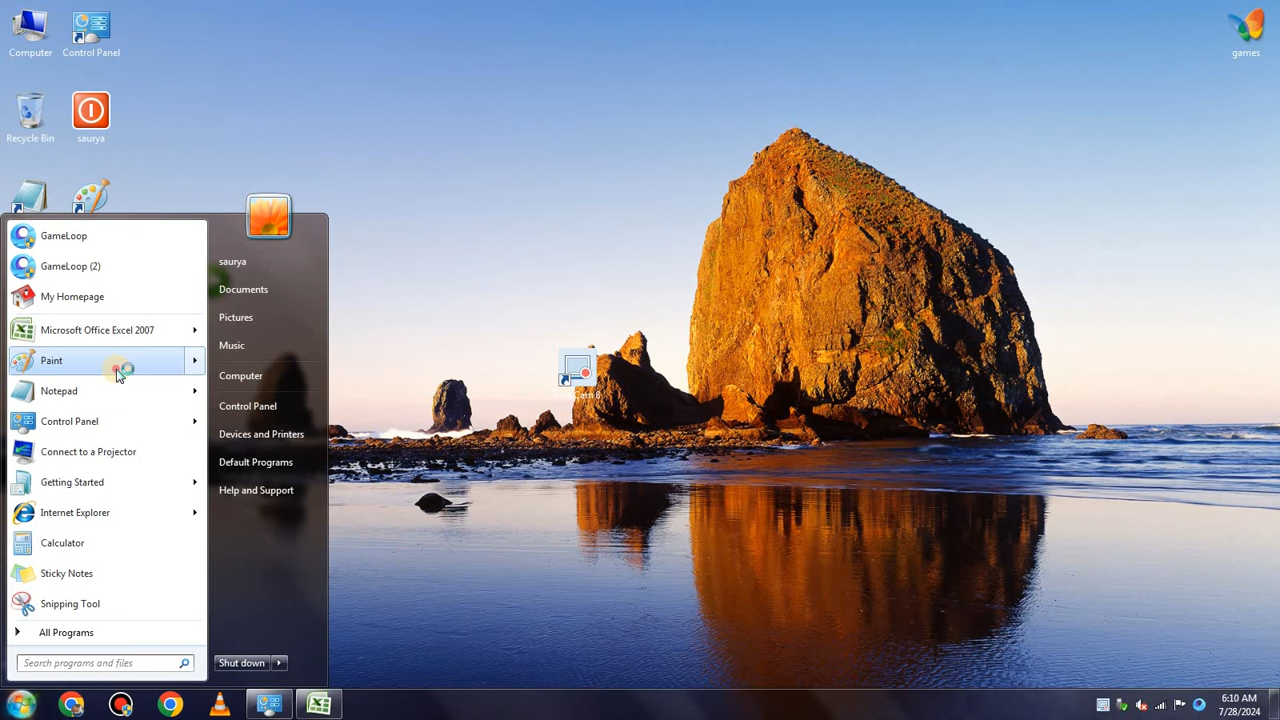 Computer
Control Panel
games
Recycle Bin
saurya
GameLoop
GameLoop (2)
My Homepage
Microsoft Office Excel 2007
Paint
Notepad
Control Panel
Connect to a Projector
Getting Started
Internet Explorer
Calculator
Sticky Notes
Snipping Tool
All Programs
Search programs and files
saurya
Documents
Pictures
Music
Computer
Control Panel
Devices and Printers
Default Programs
Help and Support
Shut down
Cam 8
6:10 AM
7/28/2024